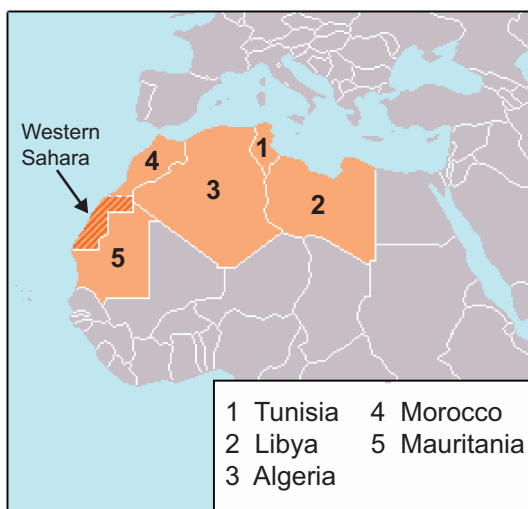 Western
Sahara
1
4
3
2
5
1 Tunisia 4 Morocco
2 Libya 5 Mauritania
3 Algeria